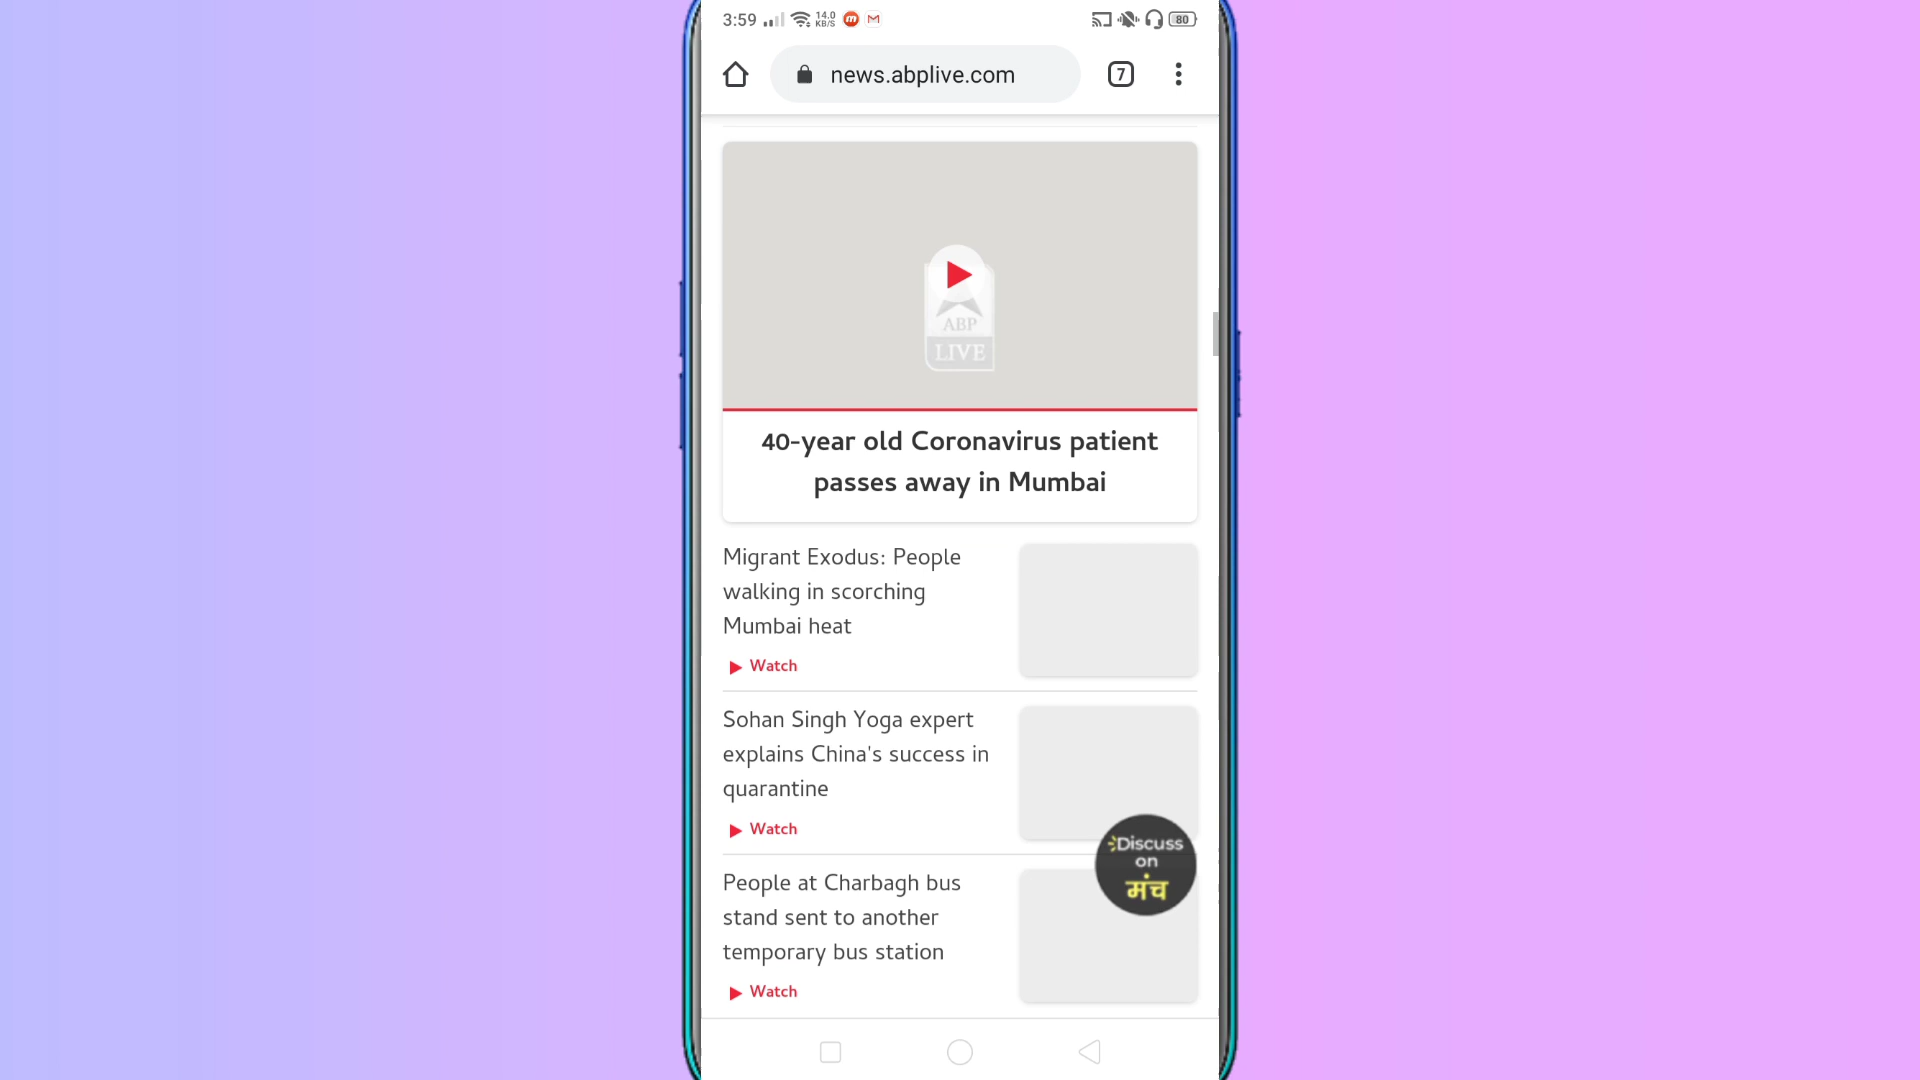 3:59
14.0
KB/S
80
news.abplive.com
7
ABP
LIVE
40-year old Coronavirus patient
passes away in Mumbai
Migrant Exodus: People
walking in scorching
Mumbai heat
Watch
Sohan Singh Yoga expert
explains China's success in
quarantine
Watch
Discuss
on
मंच
People at Charbagh bus
stand sent to another
temporary bus station
Watch